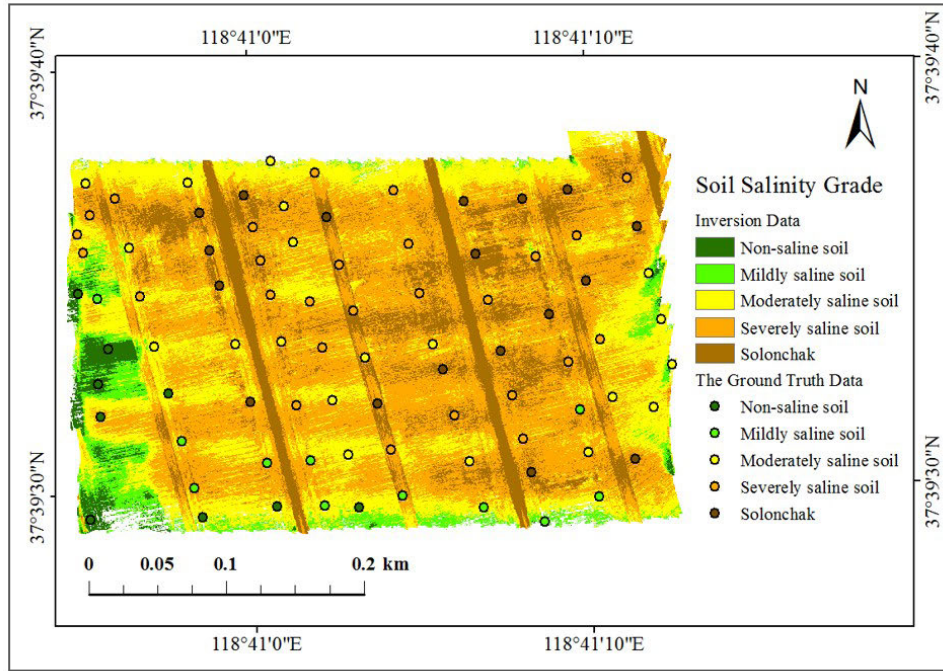 118°41'0"E 118°41'10"E
37°39'40"N 37°39'40"N
N
Soil Salinity Grade
Inversion Data
Non-saline soil
Mildly saline soil
Moderately saline soil
Severely saline soil
Solonchak
The Ground Truth Data
Non-saline soil
Mildly saline soil
Moderately saline soil
Severely saline soil
Solonchak
37°39'30"N 37°39'30"N
0 0.05 0.1 0.2 km
118°41'0"E 118°41'10"E